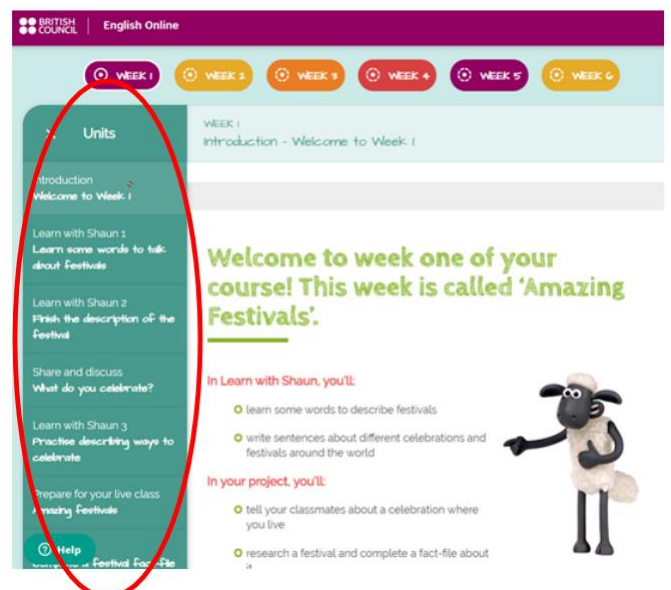 BRITISH
COUNCIL
English Online
WEEK 1
WEEK 2
WEEK 3
WEEK 4
WEEK 5
WEEK 6
Units
Introduction
Welcome to Week 1
Learn with Shaun 1
Learn some words to talk
about festivals
Learn with Shaun 2
Finish the description of the
festival
Share and discuss
What do you celebrate?
Learn with Shaun 3
Practise describing ways to
celebrate
Prepare for your live class
Amazing festivals
Help
Complete a festival fact-file
WEEK 1
Introduction - Welcome to Week 1
Welcome to week one of your
course! This week is called ‘Amazing
Festivals’.
In Learn with Shaun, you'll:
learn some words to describe festivals
write sentences about different celebrations and
festivals around the world
In your project, you'll:
tell your classmates about a celebration where
you live
research a festival and complete a fact-file about